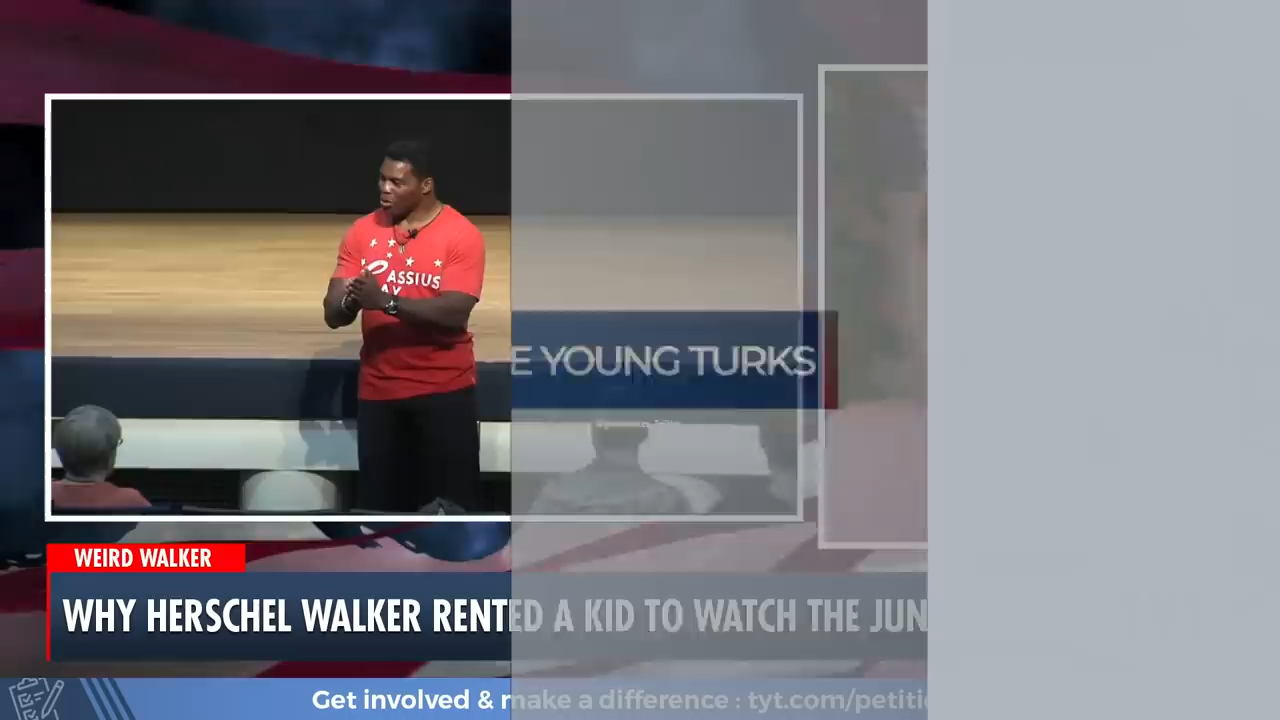 ASSIUS
E YOUNG TURKS
WEIRD WALKER
WHY HERSCHEL WALKER RENTED A KID TO WATCH THE JUN
Get involved & make a difference : tyt.com/petiti